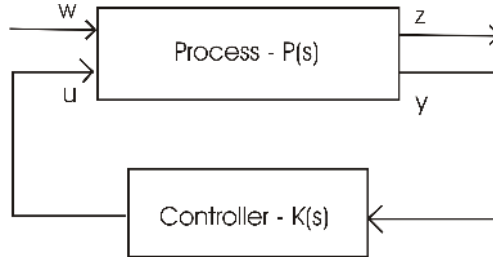 w
z
Process - P(s)
u
y
Controller - K(s)